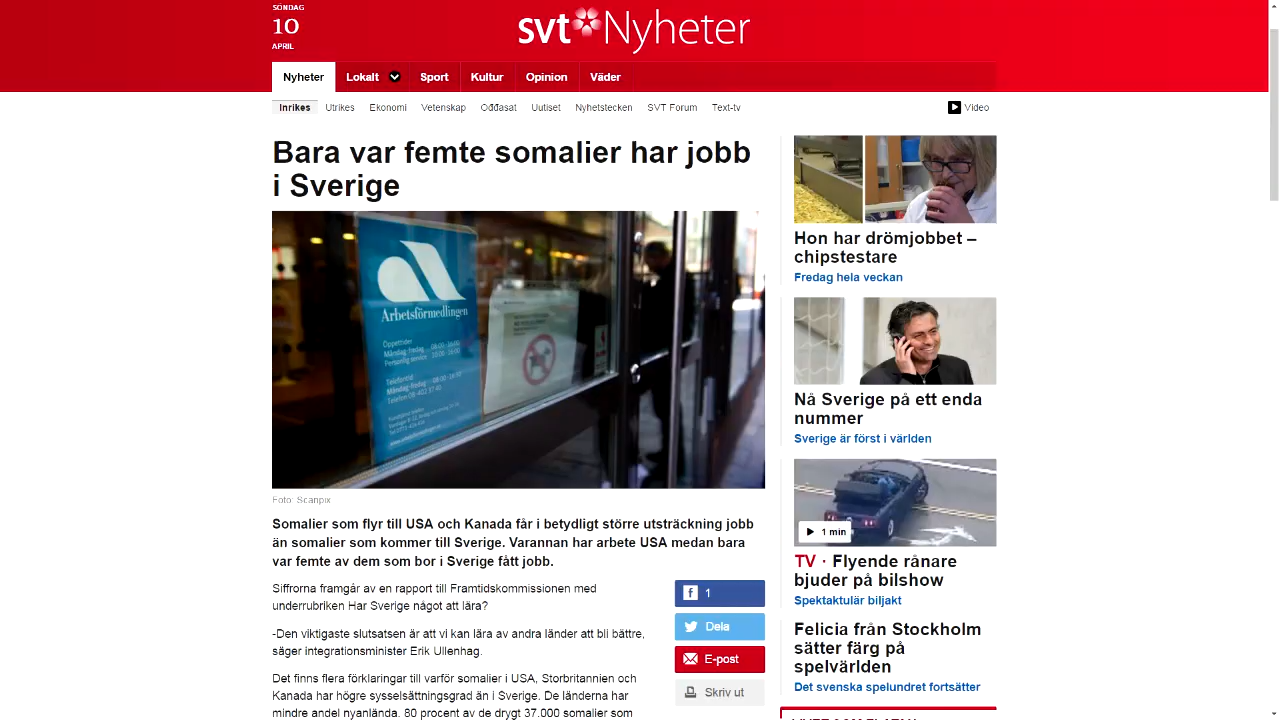 SÖNDAG
10
APRIL
svt Nyheter
Nyheter Lokalt Sport Kultur Opinion Väder
Inrikes Utrikes Ekonomi Vetenskap Ođđasat Uutiset Nyhetstecken SVT Forum Text-tv Video
Bara var femte somalier har jobb
i Sverige
Arbetsförmedlingen
Öppettider
Måndag-fredag
Telefontid
Måndag-fredag
Foto: Scanpix
Somalier som flyr till USA och Kanada får i betydligt större utsträckning jobb
än somalier som kommer till Sverige. Varannan har arbete USA medan bara
var femte av dem som bor i Sverige fått jobb.
Siffrorna framgår av en rapport till Framtidskommissionen med
underrubriken Har Sverige något att lära?
-Den viktigaste slutsatsen är att vi kan lära av andra länder att bli bättre,
säger integrationsminister Erik Ullenhag.
Det finns flera förklaringar till varför somalier i USA, Storbritannien och
Kanada har högre sysselsättningsgrad än i Sverige. De länderna har
mindre andel nyanlända. 80 procent av de drygt 37.000 somalier som
1
Dela
E-post
Skriv ut
Hon har drömjobbet –
chipstestare
Fredag hela veckan
Nå Sverige på ett enda
nummer
Sverige är först i världen
1 min
TV · Flyende rånare
bjuder på bilshow
Spektakulär biljakt
Felicia från Stockholm
sätter färg på
spelvärlden
Det svenska spelundret fortsätter